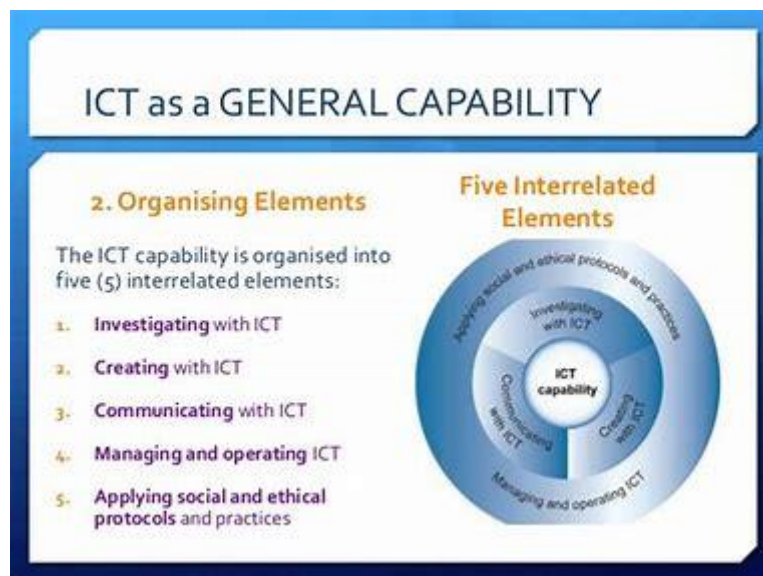 ICT as a GENERAL CAPABILITY
2. Organising Elements
The ICT capability is organised into
five (5) interrelated elements:
1. Investigating with ICT
2. Creating with ICT
3. Communicating with ICT
4. Managing and operating ICT
5. Applying social and ethical
protocols and practices
Five Interrelated
Elements
Applying social and ethical protocols and practices
Investigating
with ICT
ICT
capability
Communicating
with ICT
Creating
with ICT
Managing and operating ICT